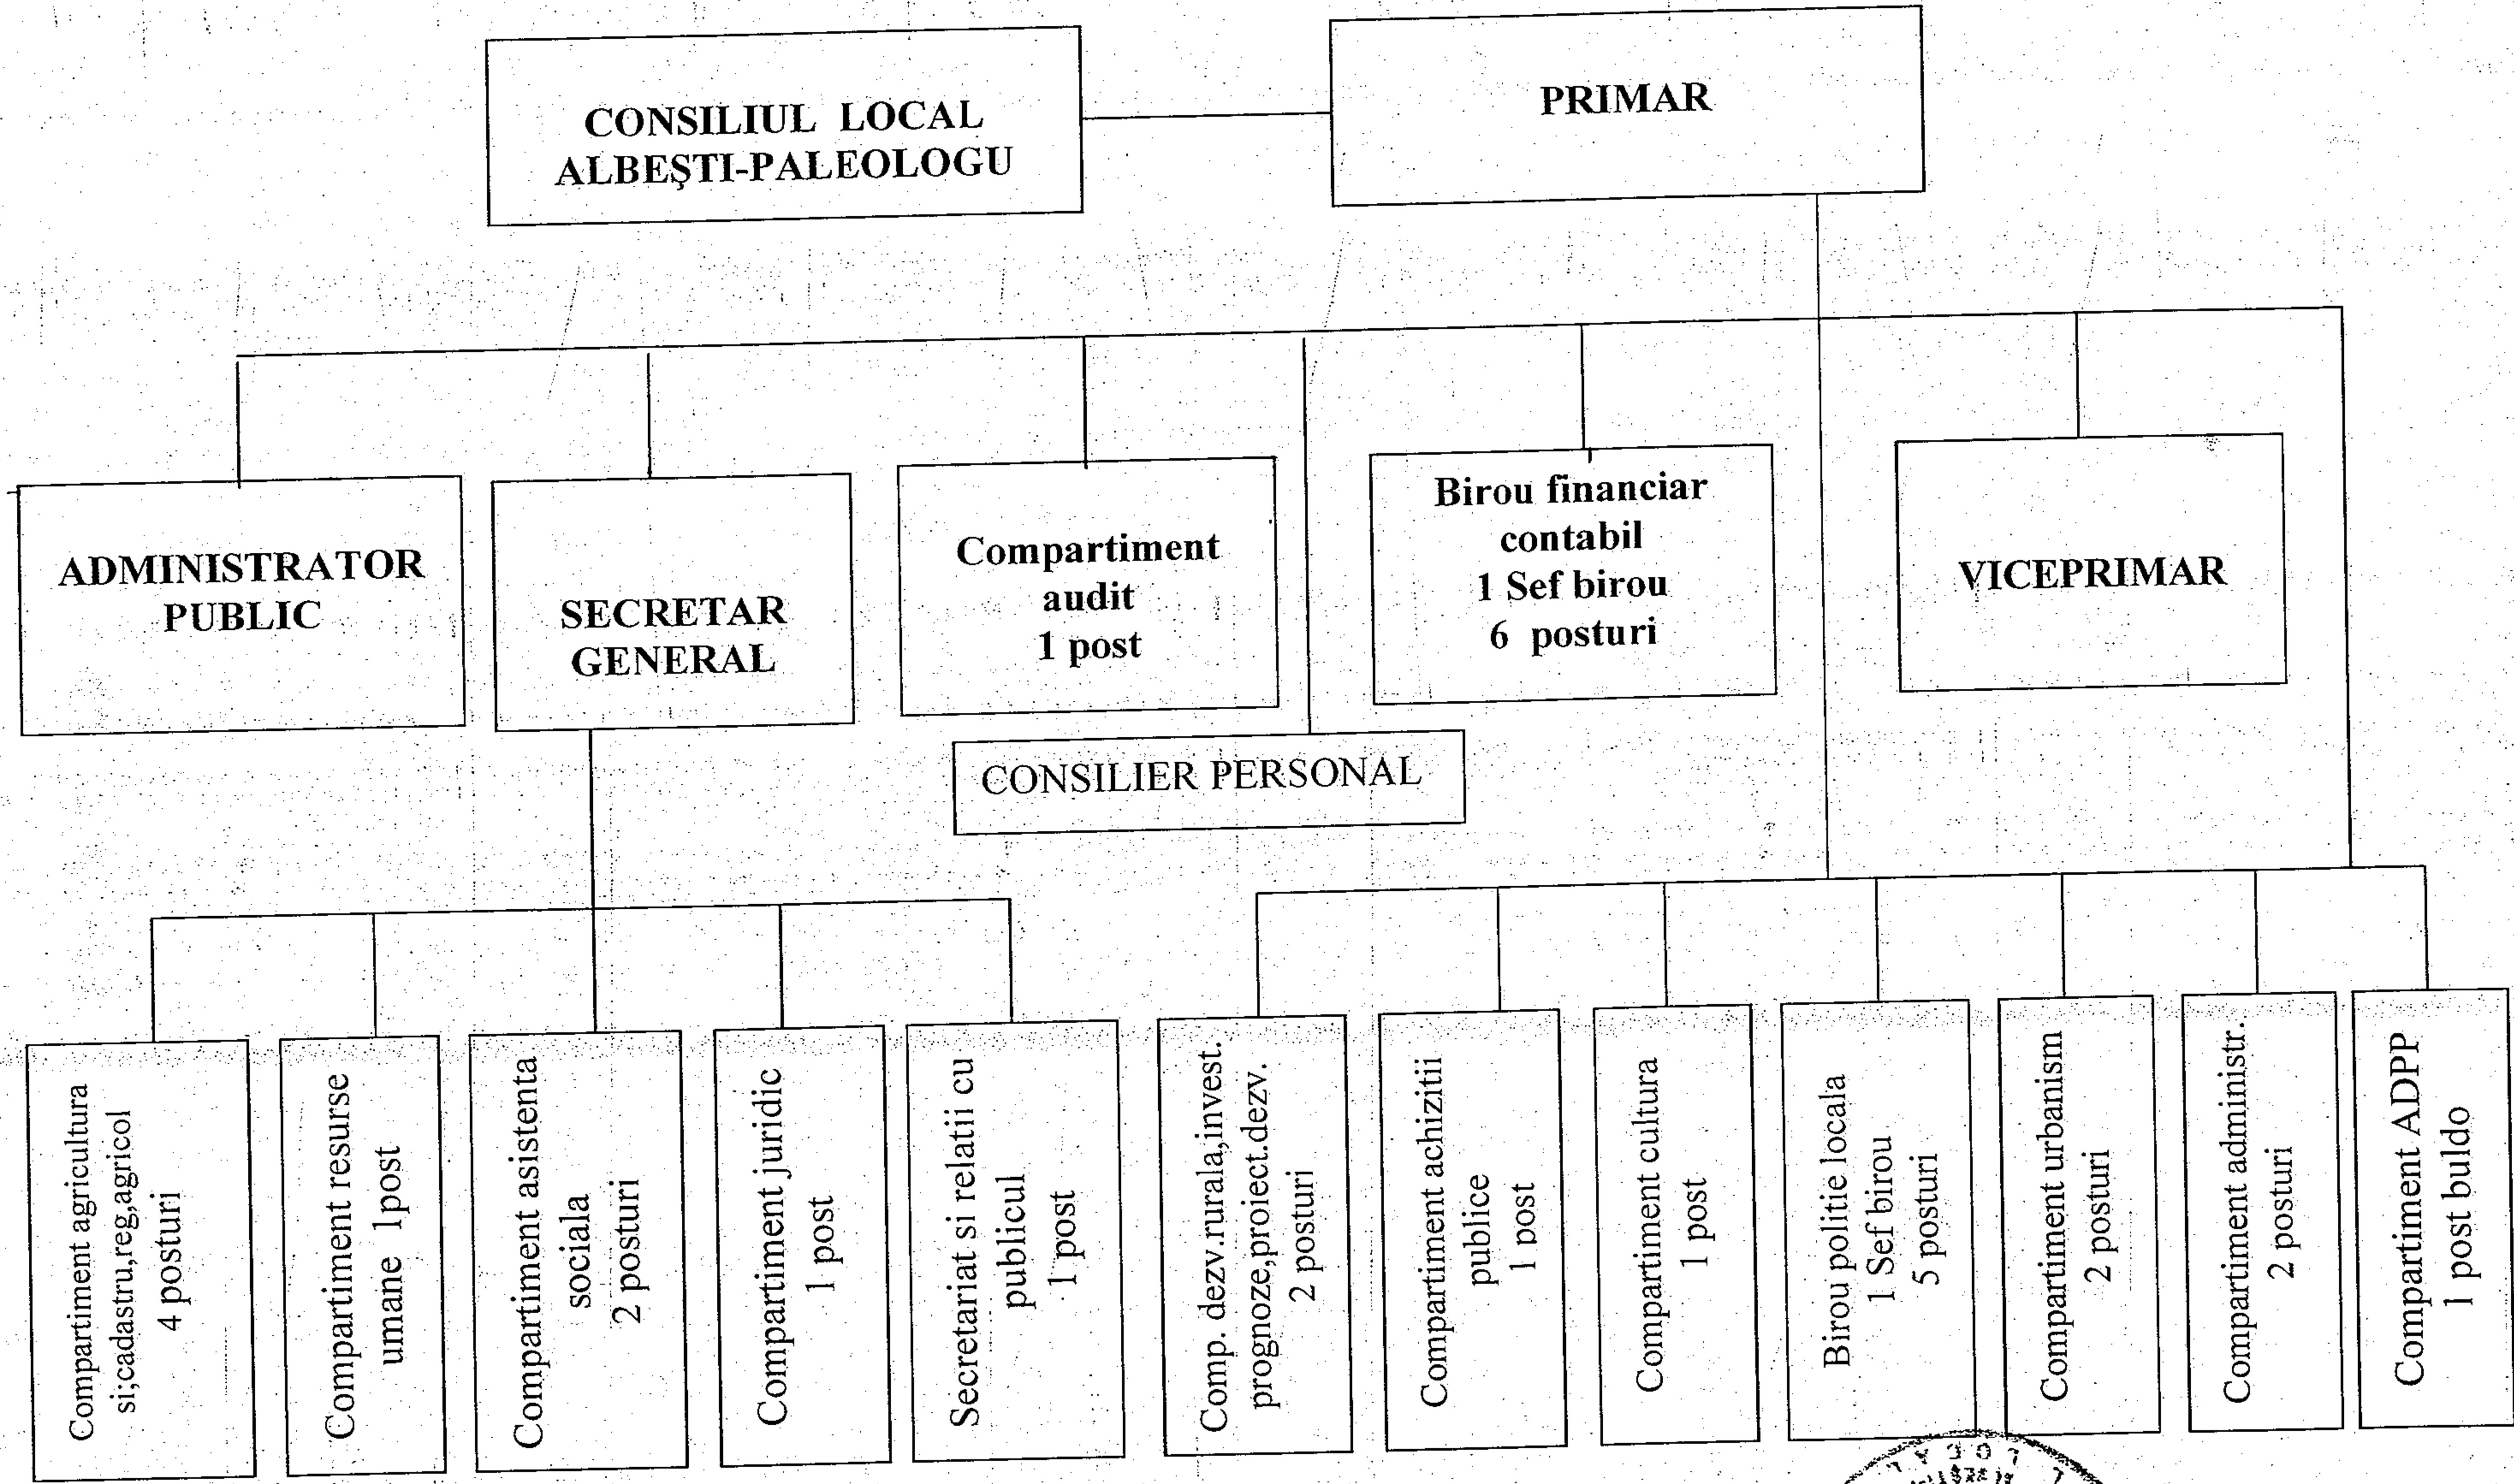 CONSILIUL LOCAL
ALBEŞTI-PALEOLOGU
PRIMAR
ADMINISTRATOR
PUBLIC
SECRETAR
GENERAL
Compartiment
audit
1 post
Birou financiar
contabil
1 Sef birou
6 posturi
VICEPRIMAR
CONSILIER PERSONAL
Compartiment agricultura
si;cadastru,reg,agricol
4 posturi
Compartiment resurse
umane 1post
Compartiment asistenta
sociala
2 posturi
Compartiment juridic
1 post
Secretariat si relatii cu
publicul
1 post
Comp. dezv.rurala,invest.
prognoze,proiect.dezv.
2 posturi
Compartiment achizitii
publice
1 post
Compartiment cultura
1 post
Birou politie locala
1 Sef birou
5 posturi
Compartiment urbanism
2 posturi
Compartiment administr.
2 posturi
Compartiment ADPP
1 post buldo